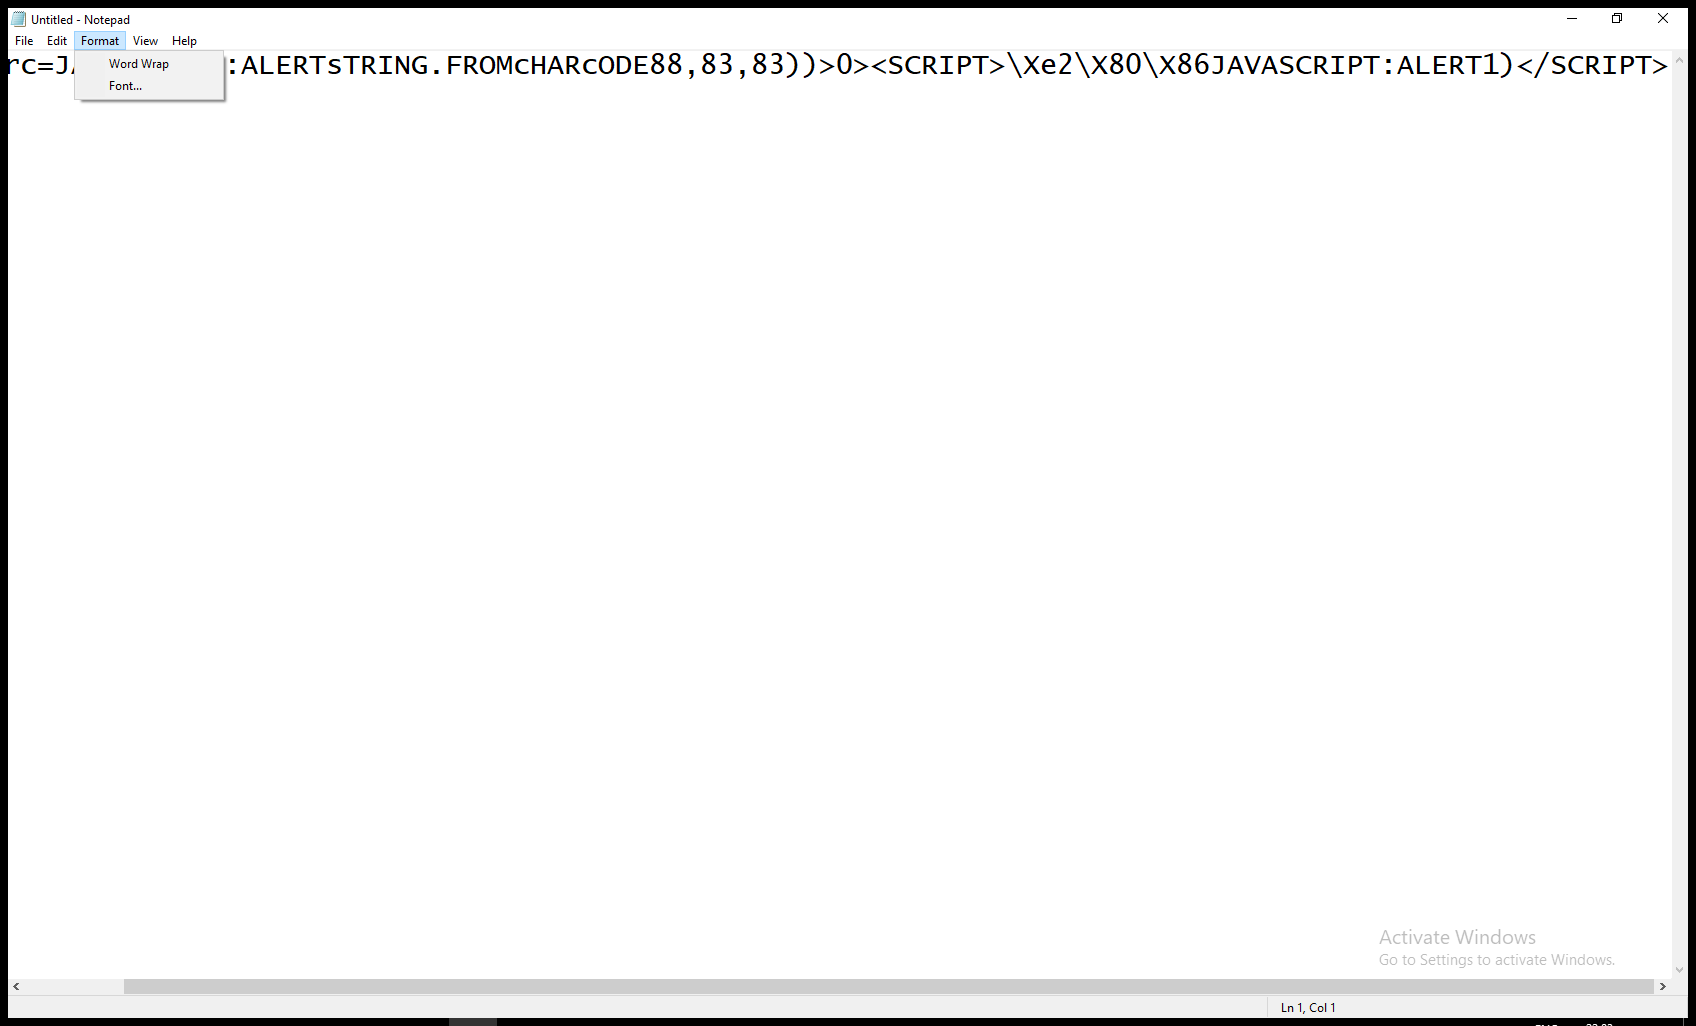 Untitled - Notepad
File Edit Format View Help
Word Wrap
Font...
rc=JA :ALERTsTRING.FROMcHARcODE88,83,83))>0><SCRIPT>\Xe2\X80\X86JAVASCRIPT:ALERT1)</SCRIPT>
Activate Windows
Go to Settings to activate Windows.
Ln 1, Col 1